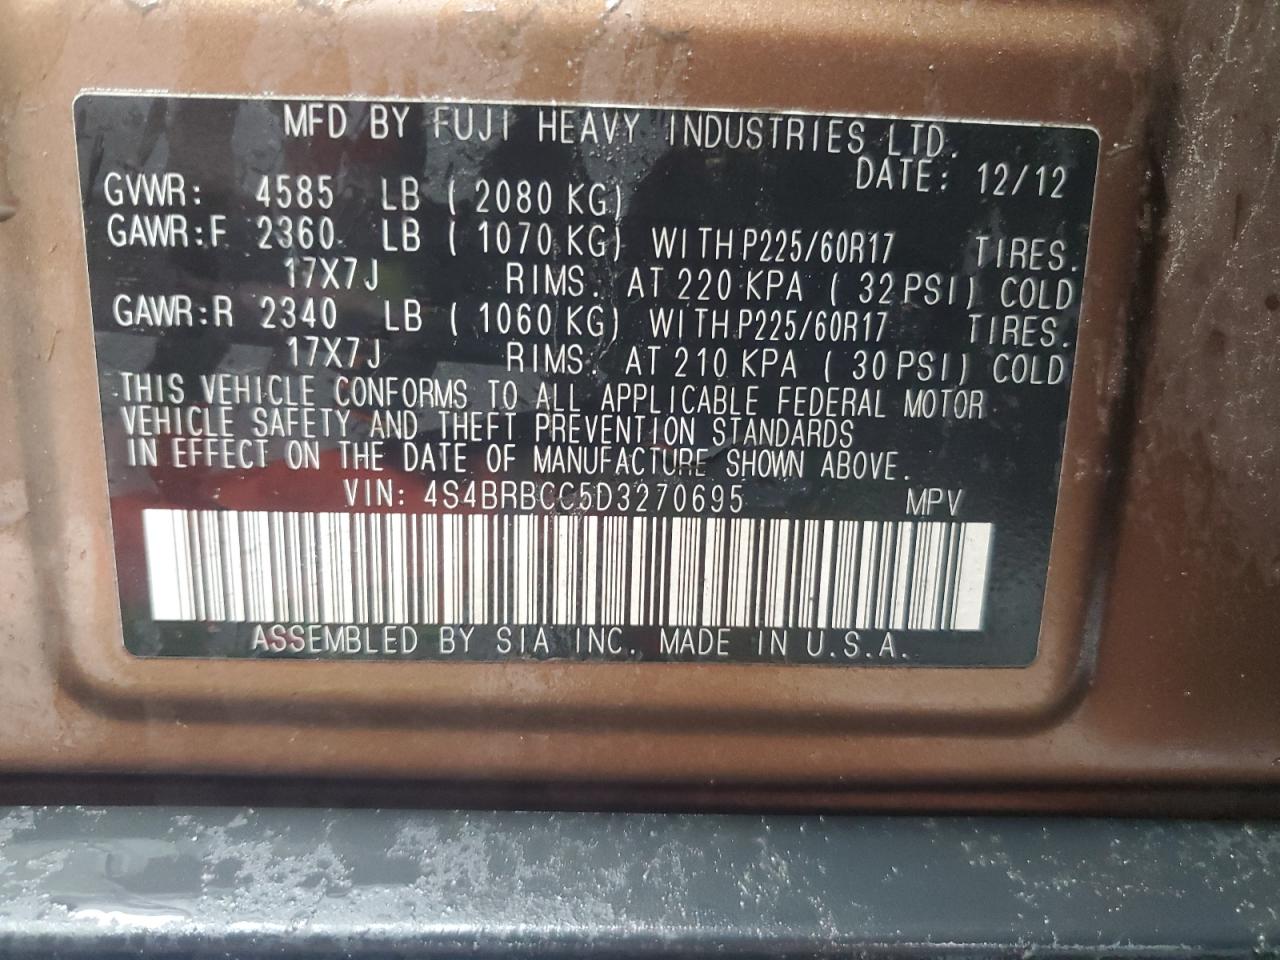 MFD BY FUJI HEAVY INDUSTRIES LTD.
DATE: 12/12
GVWR: 4585 LB ( 2080 KG)
GAWR:F 2360 LB ( 1070 KG) WITH P225/60R17 TIRES.
17X7J RIMS. AT 220 KPA ( 32 PSI) COLD
GAWR:R 2340 LB ( 1060 KG) WITH P225/60R17 TIRES.
17X7J RIMS. AT 210 KPA ( 30 PSI) COLD
THIS VEHICLE CONFORMS TO ALL APPLICABLE FEDERAL MOTOR
VEHICLE SAFETY AND THEFT PREVENTION STANDARDS
IN EFFECT ON THE DATE OF MANUFACTURE SHOWN ABOVE.
VIN: 4S4BRBCC5D3270695 MPV
ASSEMBLED BY SIA INC. MADE IN U.S.A.